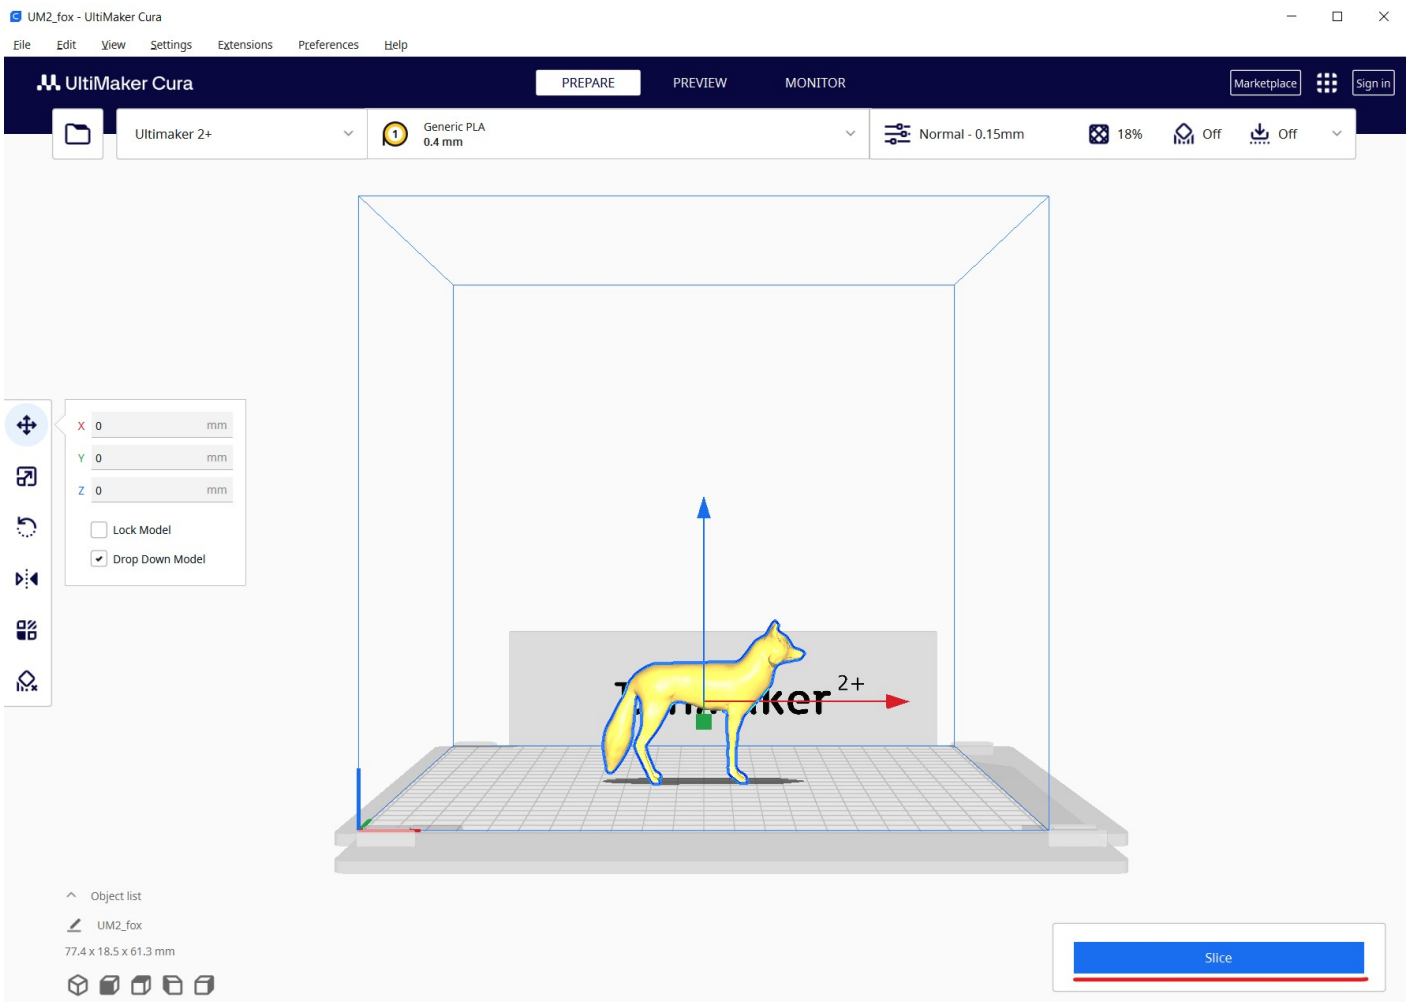 UM2_fox - UltiMaker Cura
File Edit View Settings Extensions Preferences Help
UltiMaker Cura PREPARE PREVIEW MONITOR Marketplace Sign in
Ultimaker 2+ 1 Generic PLA Normal - 0.15mm 18% Off Off
0.4 mm
X 0 mm
Y 0 mm
Z 0 mm
Lock Model
Drop Down Model
2+
ker
Object list
UM2_fox
77.4 x 18.5 x 61.3 mm
Slice